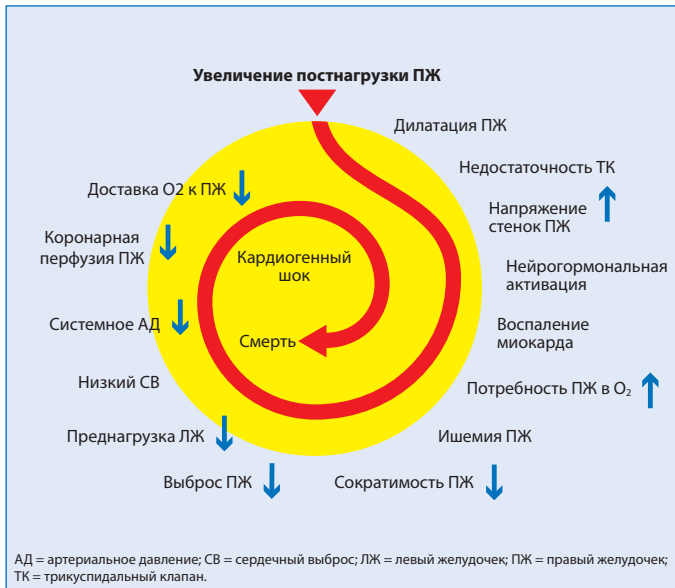 Увеличение постнагрузки ПЖ
Дилатация ПЖ
Недостаточность ТК
Напряжение
стенок ПЖ
Нейрогормональная
активация
Воспаление
миокарда
Потребность ПЖ в O₂
Ишемия ПЖ
Сократимость ПЖ
Выброс ПЖ
Преднагрузка ЛЖ
Низкий СВ
Системное АД
Коронарная
перфузия ПЖ
Доставка О2 к ПЖ
Кардиогенный
шок
Смерть
АД = артериальное давление; СВ = сердечный выброс; ЛЖ = левый желудочек; ПЖ = правый желудочек;
ТК = трикуспидальный клапан.